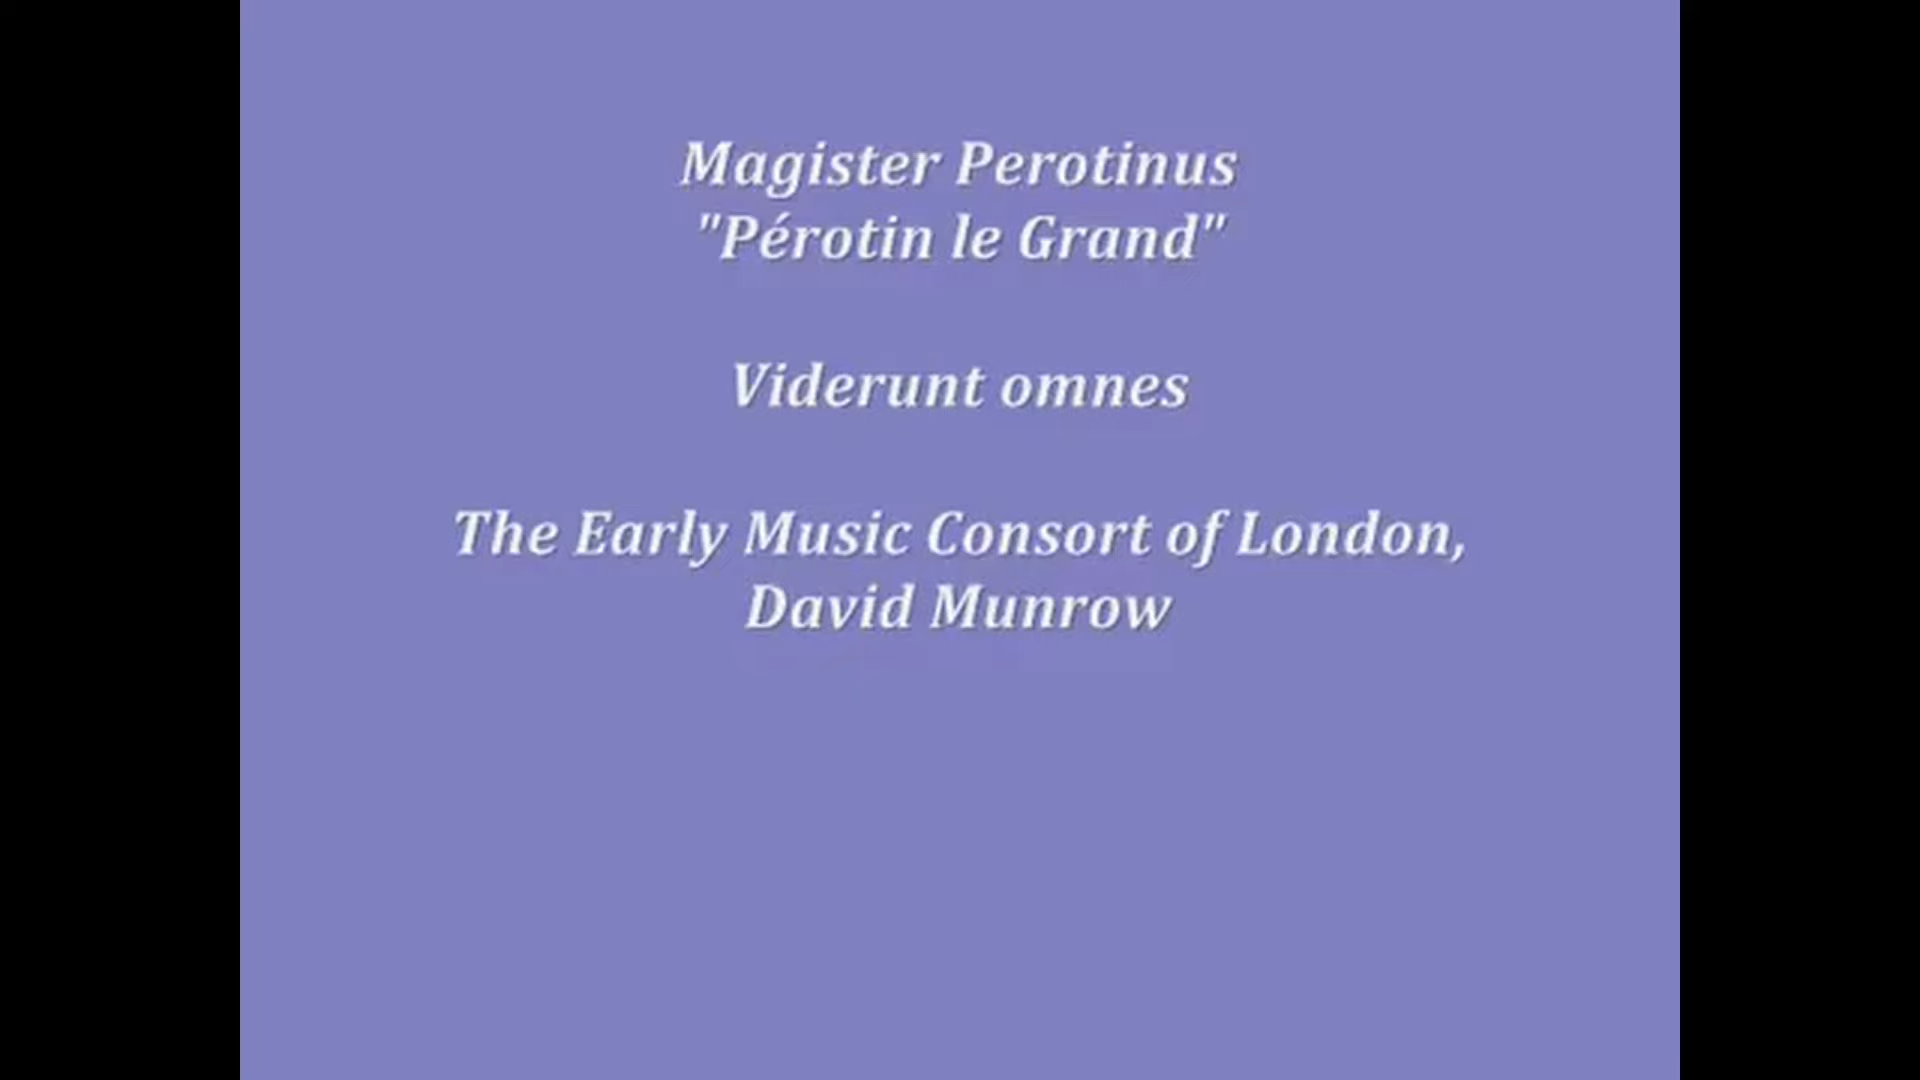 Magister Perotinus
"Pérotin le Grand"
Viderunt omnes
The Early Music Consort of London,
David Munrow